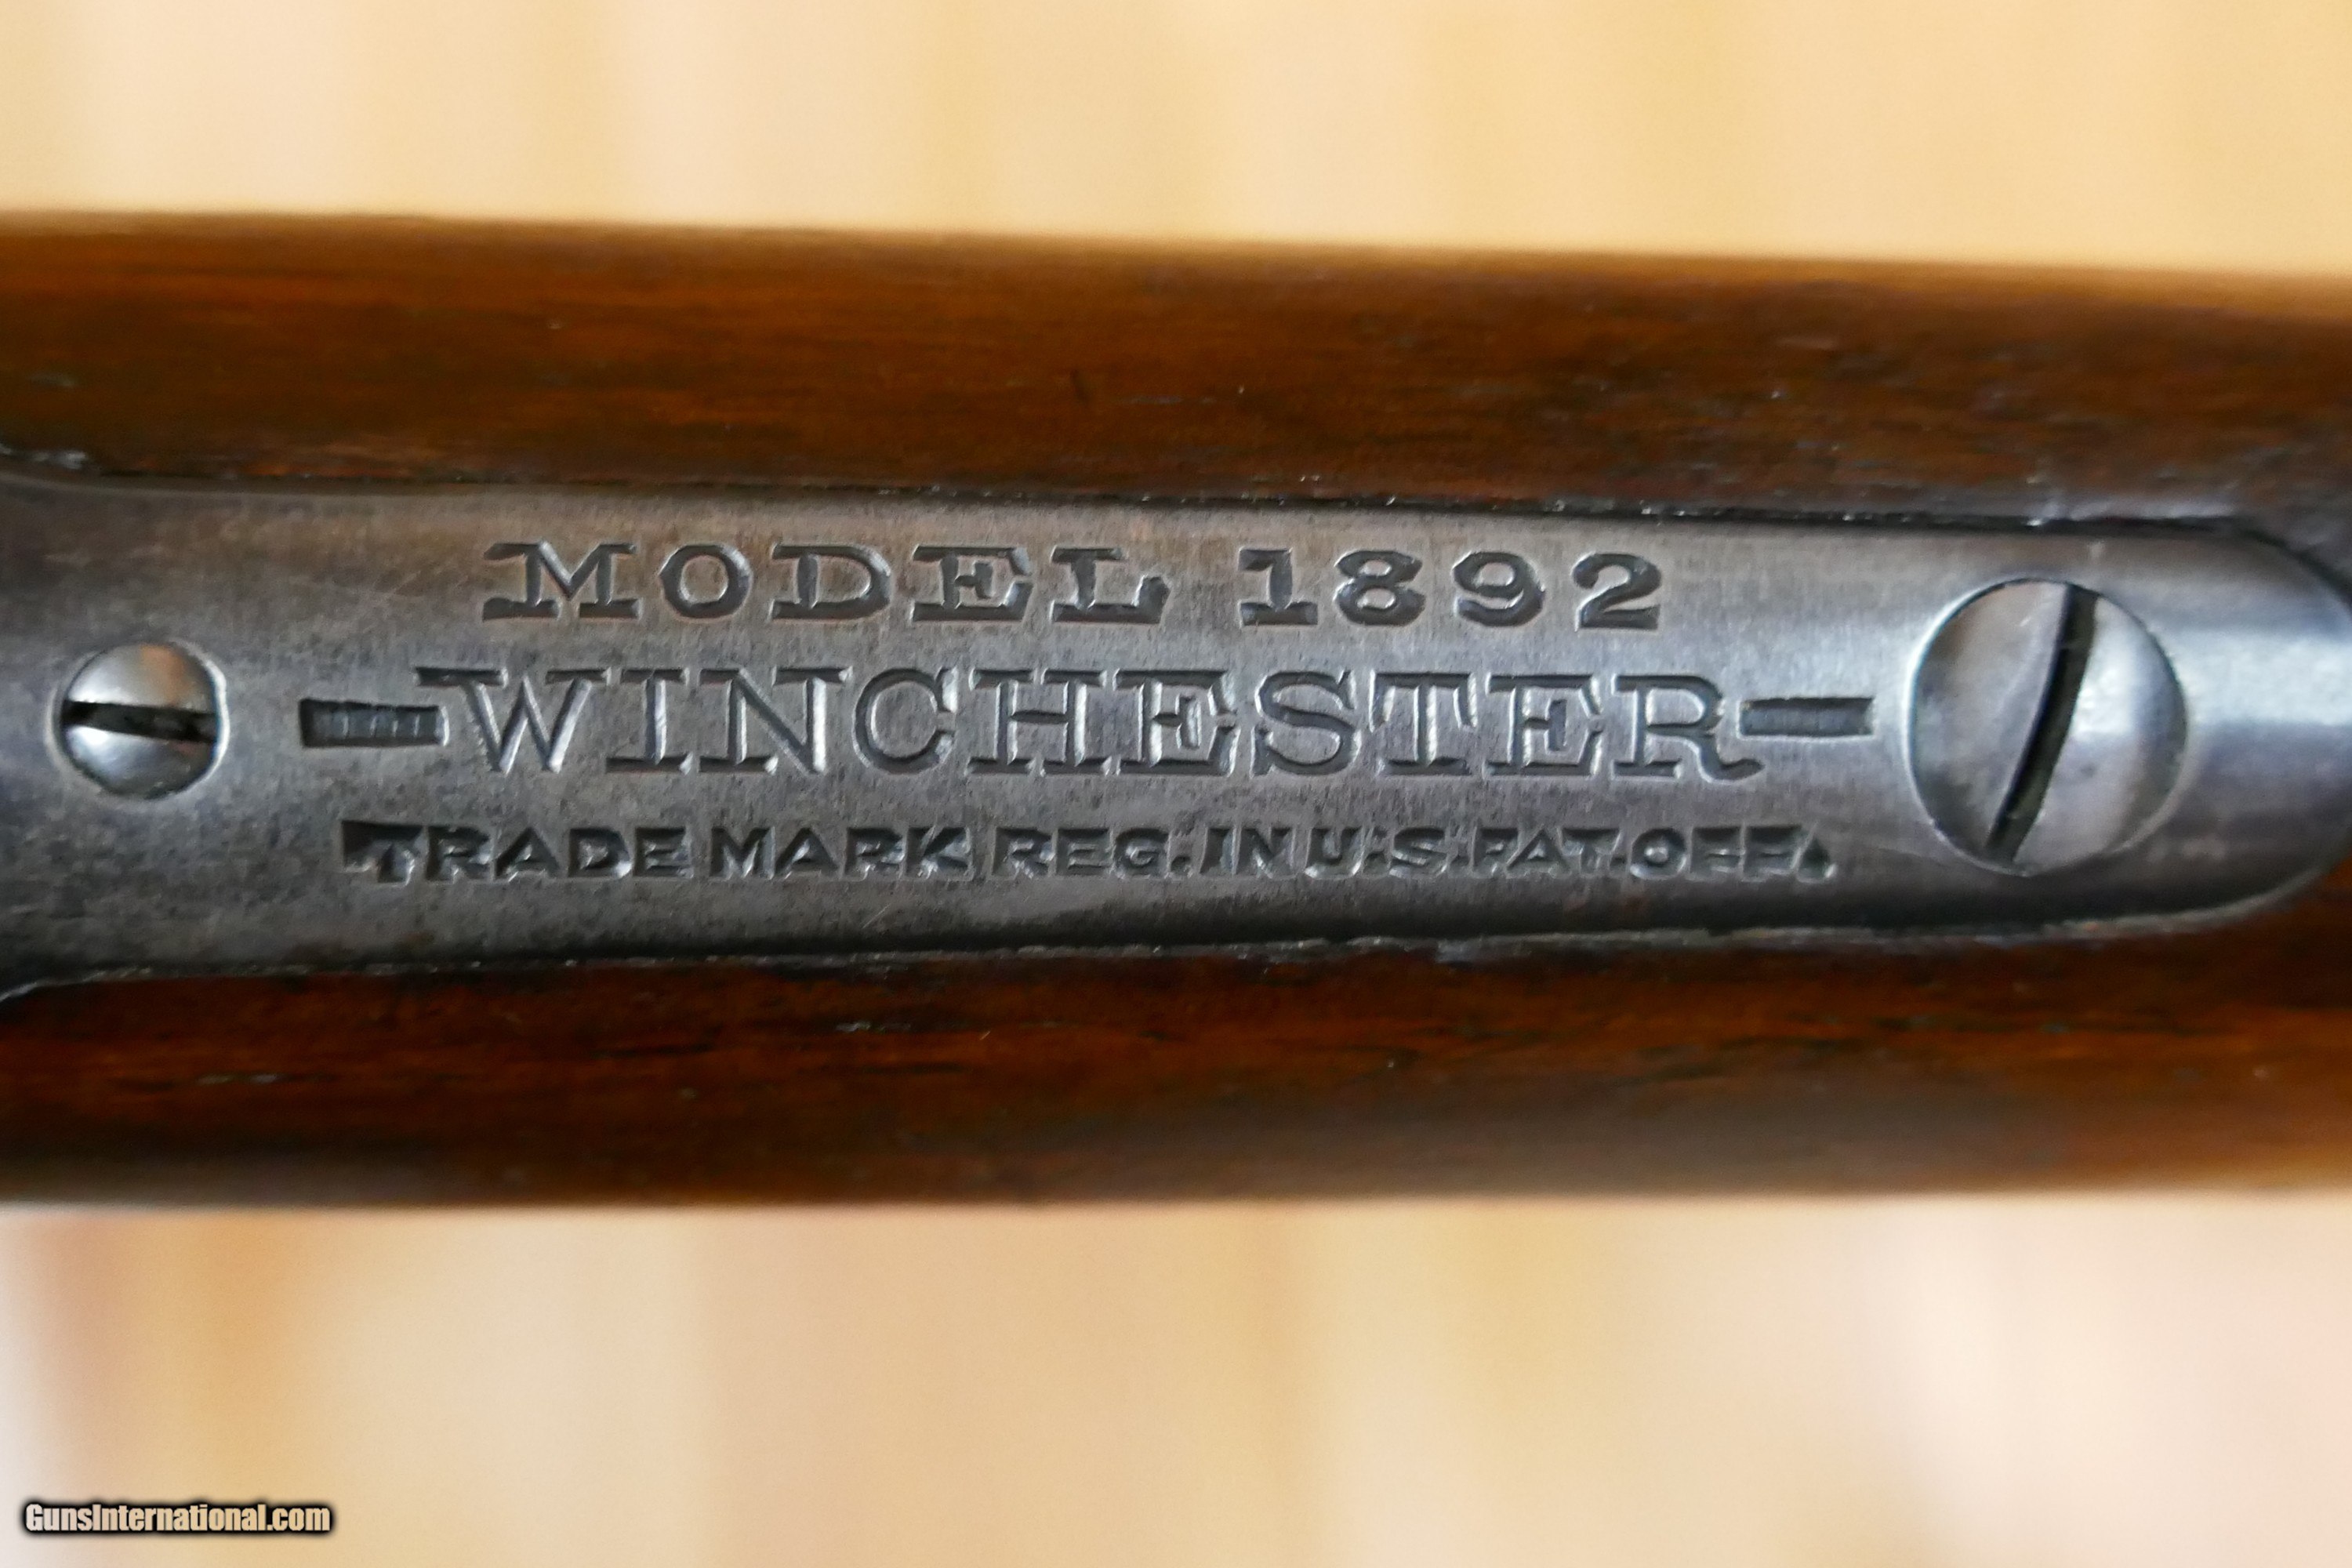 MODEL 1892
-WINCHESTER-
TRADE MARK REG. IN U.S. PAT. OFF.
GunsInternational.com